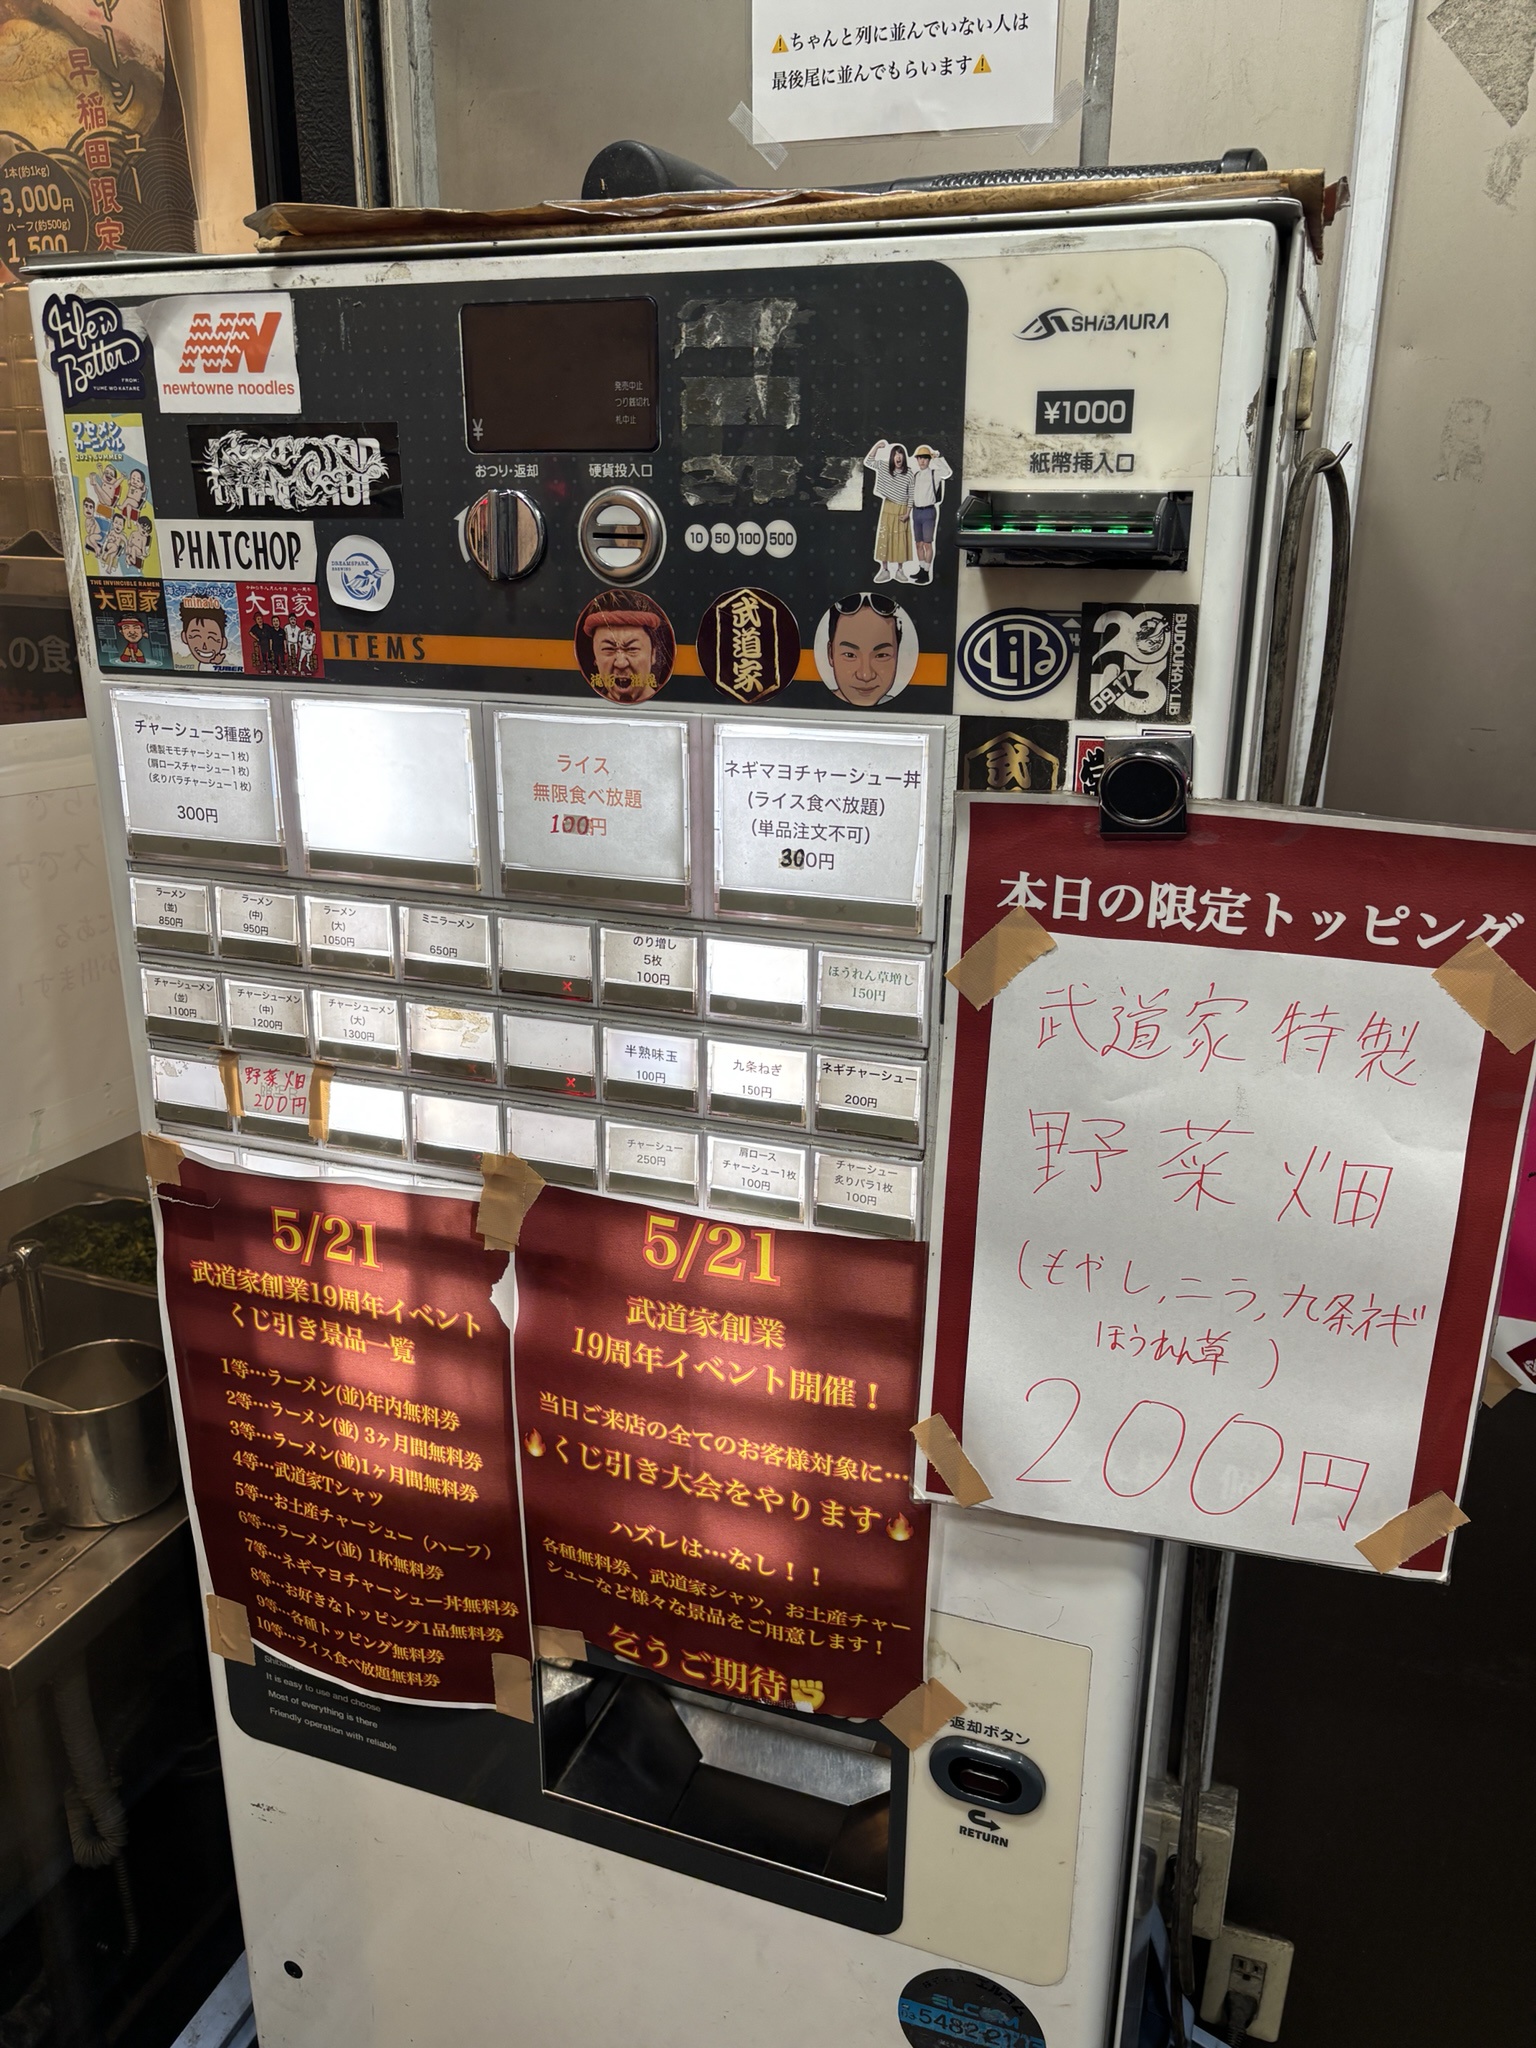 ⚠️ちゃんと列に並んでいない人は
最後尾に並んでもらいます⚠️
早稲田限定
1本(約1kg)
3,000円
ハーフ(約500g)
1,500
Life is
Better
FROM:
YUME WO KATARE
newtowne noodles
ワセメン
カーニバル
2024 SUMMER
PHATCHOP
DREAMSPARK
BREWING
THE INVINCIBLE RAMEN
大國家
minato
TUBER
大国家
発売中止
つり銭切れ
札中止
¥
おつり・返却
硬貨投入口
10 50 100 500
SHiBAURA
¥1000
紙幣挿入口
ITEMS
武道家
LiB
2023
09.17
BUDOUKA×LIB
武
チャーシュー3種盛り
(燻製モモチャーシュー1枚)
(肩ロースチャーシュー1枚)
(炙りバラチャーシュー1枚)
300円
ライス
無限食べ放題
100円
ネギマヨチャーシュー丼
(ライス食べ放題)
(単品注文不可)
300円
ラーメン
(並)
850円
ラーメン
(中)
950円
ラーメン
(大)
1050円
ミニラーメン
650円
のり増し
5枚
100円
ほうれん草増し
150円
チャーシューメン
(並)
1100円
チャーシューメン
(中)
1200円
チャーシューメン
(大)
1300円
半熟味玉
100円
九条ねぎ
150円
ネギチャーシュー
200円
野菜畑
200円
チャーシュー
250円
肩ロース
チャーシュー1枚
100円
チャーシュー
炙りバラ1枚
100円
本日の限定トッピング
武道家特製
野菜畑
(もやし,ニラ,九条ネギ
ほうれん草)
200円
5/21
武道家創業19周年イベント
くじ引き景品一覧
1等…ラーメン(並)年内無料券
2等…ラーメン(並) 3ヶ月間無料券
3等…ラーメン(並)1ヶ月間無料券
4等…武道家Tシャツ
5等…お土産チャーシュー（ハーフ）
6等…ラーメン(並) 1杯無料券
7等…ネギマヨチャーシュー丼無料券
8等…お好きなトッピング1品無料券
9等…各種トッピング無料券
10等…ライス食べ放題無料券
5/21
武道家創業
19周年イベント開催！
当日ご来店の全てのお客様対象に…
🔥くじ引き大会をやります🔥
ハズレは…なし！！
各種無料券、武道家シャツ、お土産チャー
シューなど様々な景品をご用意します！
乞うご期待✊
It is easy to use and choose
Most of everything is there
Friendly operation with reliable
返却ボタン
RETURN
ELCOM